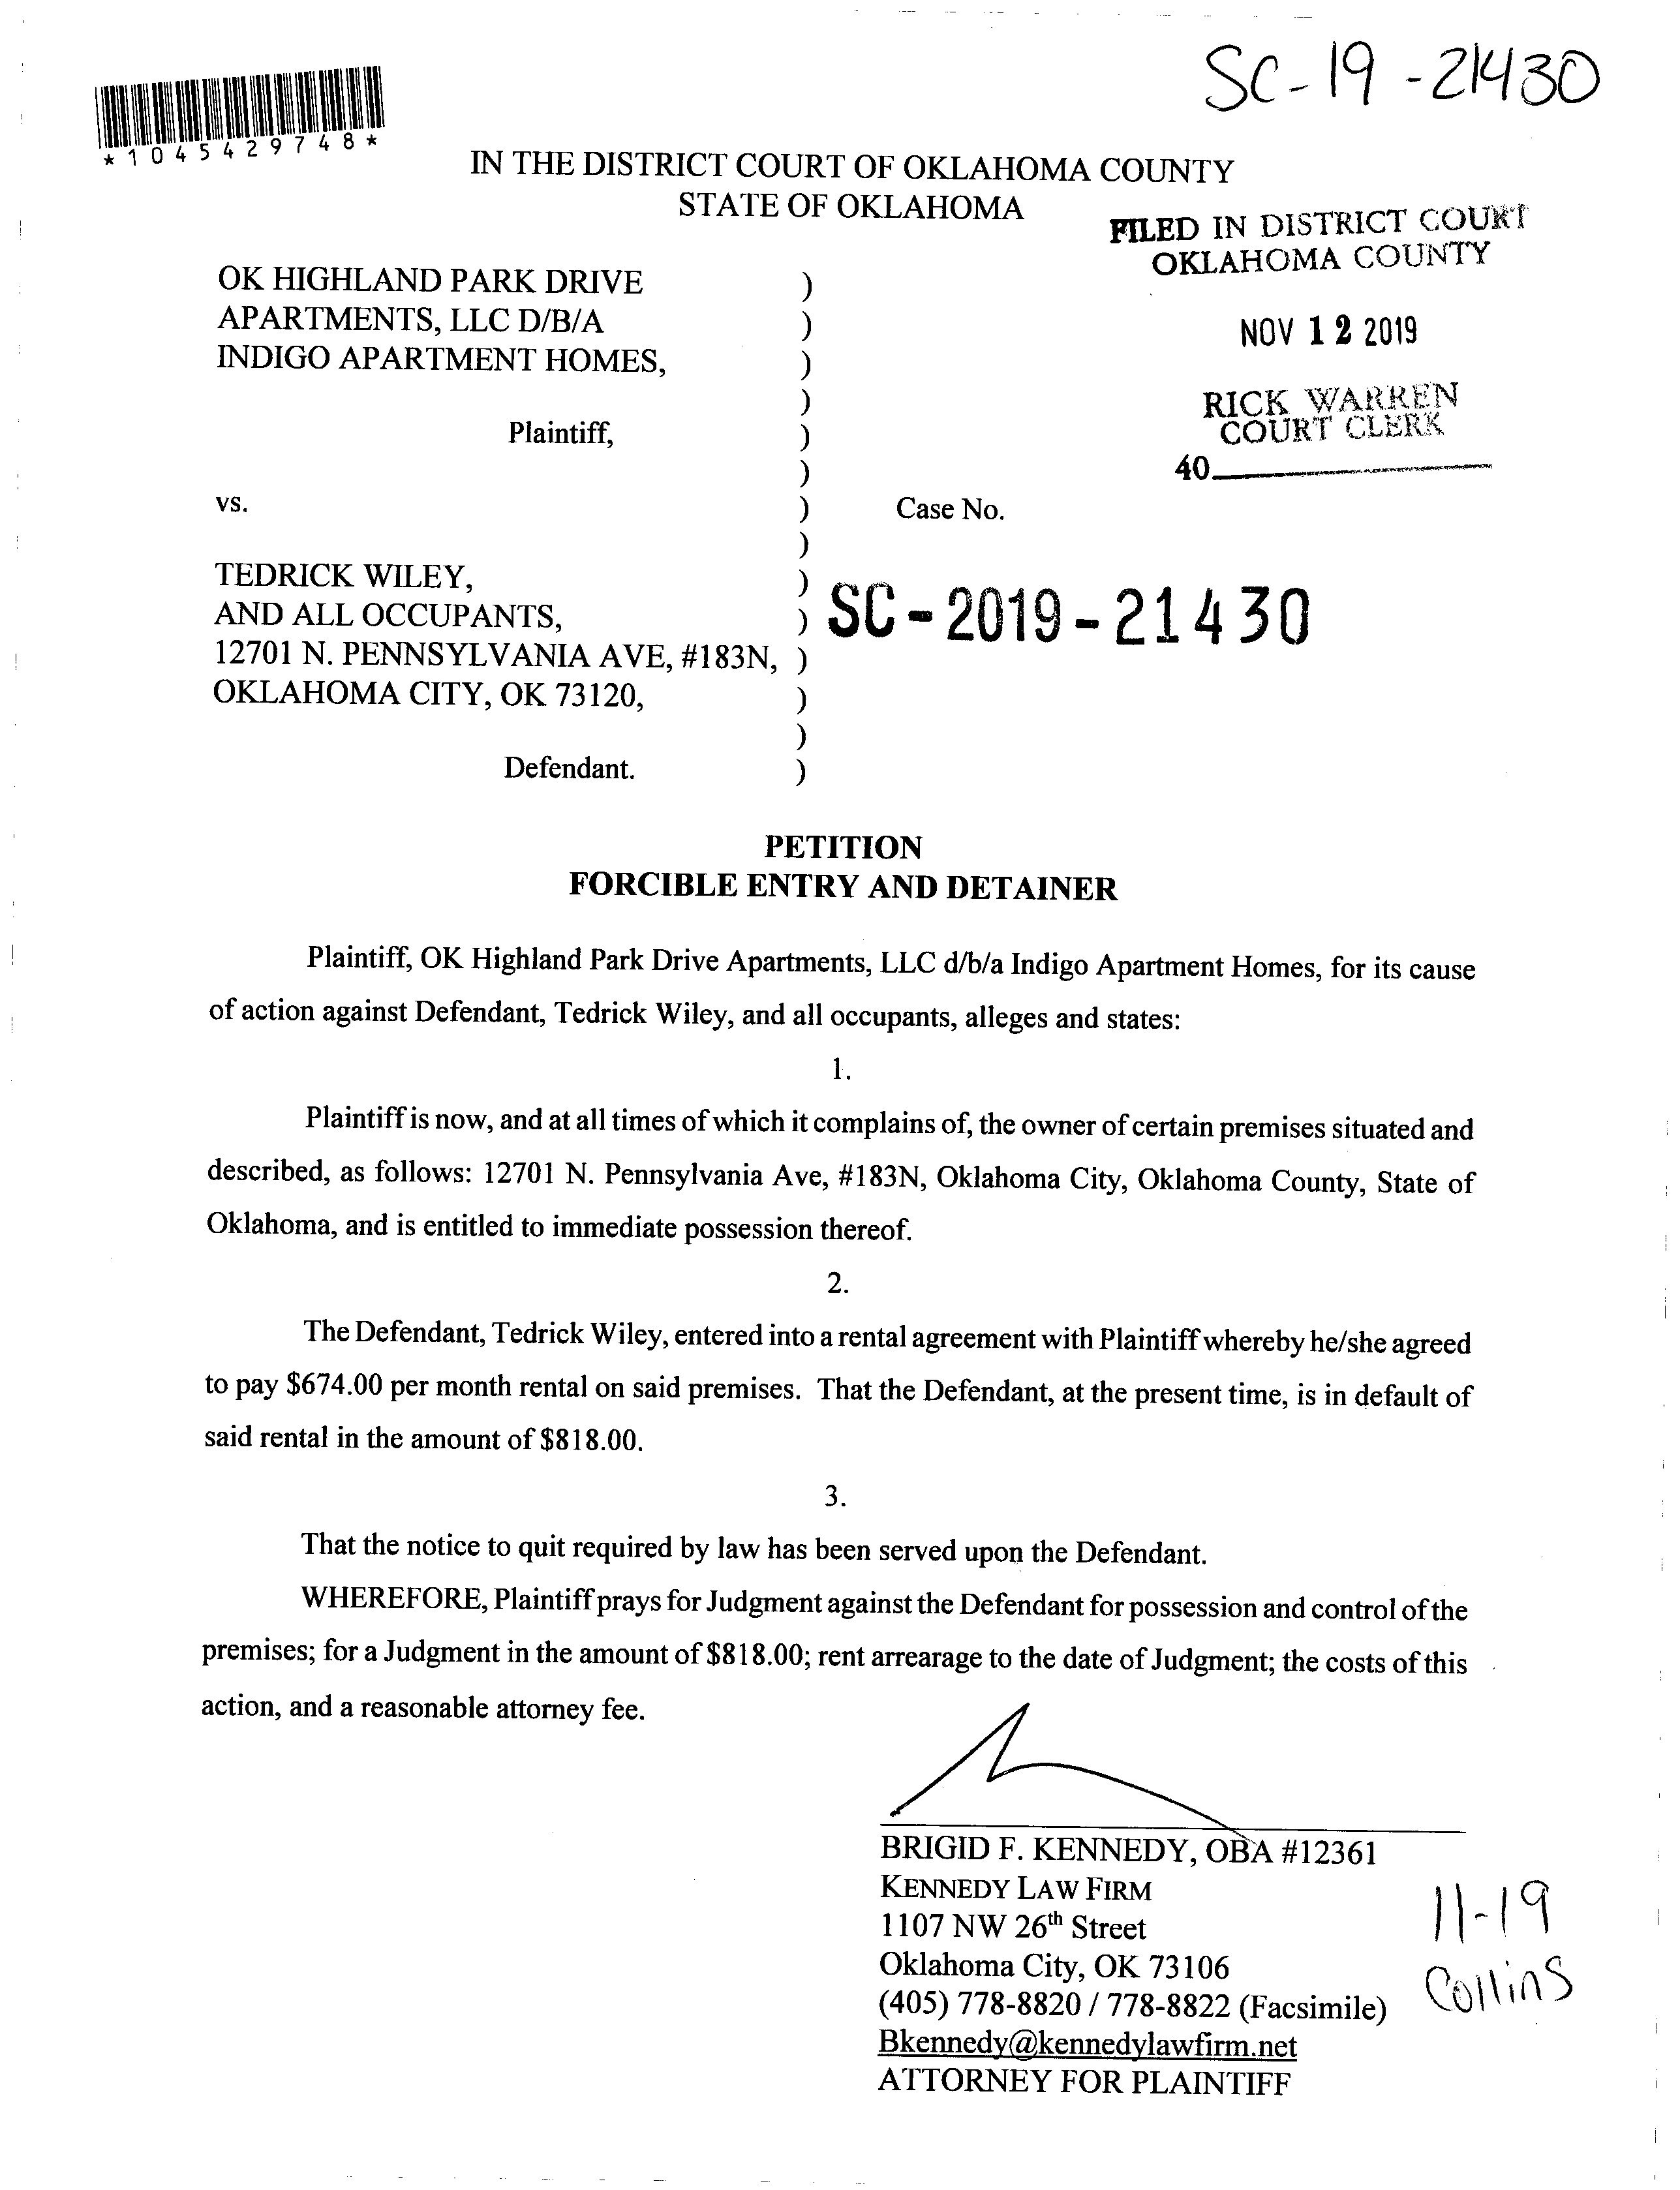 SC-19-21430
*1045429748*
IN THE DISTRICT COURT OF OKLAHOMA COUNTY
STATE OF OKLAHOMA
FILED IN DISTRICT COURT
OKLAHOMA COUNTY
NOV 12 2019
RICK WARREN
COURT CLERK
40
OK HIGHLAND PARK DRIVE )
APARTMENTS, LLC D/B/A )
INDIGO APARTMENT HOMES, )
)
Plaintiff, )
)
vs. ) Case No.
)
TEDRICK WILEY, )
AND ALL OCCUPANTS, ) SC-2019-21430
12701 N. PENNSYLVANIA AVE, #183N, )
OKLAHOMA CITY, OK 73120, )
)
Defendant. )
PETITION
FORCIBLE ENTRY AND DETAINER
Plaintiff, OK Highland Park Drive Apartments, LLC d/b/a Indigo Apartment Homes, for its cause
of action against Defendant, Tedrick Wiley, and all occupants, alleges and states:
1.
Plaintiff is now, and at all times of which it complains of, the owner of certain premises situated and
described, as follows: 12701 N. Pennsylvania Ave, #183N, Oklahoma City, Oklahoma County, State of
Oklahoma, and is entitled to immediate possession thereof.
2.
The Defendant, Tedrick Wiley, entered into a rental agreement with Plaintiff whereby he/she agreed
to pay $674.00 per month rental on said premises. That the Defendant, at the present time, is in default of
said rental in the amount of $818.00.
3.
That the notice to quit required by law has been served upon the Defendant.
WHEREFORE, Plaintiff prays for Judgment against the Defendant for possession and control of the
premises; for a Judgment in the amount of $818.00; rent arrearage to the date of Judgment; the costs of this
action, and a reasonable attorney fee.
BRIGID F. KENNEDY, OBA #12361
KENNEDY LAW FIRM
1107 NW 26th Street
Oklahoma City, OK 73106
(405) 778-8820 / 778-8822 (Facsimile)
Bkennedy@kennedylawfirm.net
ATTORNEY FOR PLAINTIFF
11-19
Collins